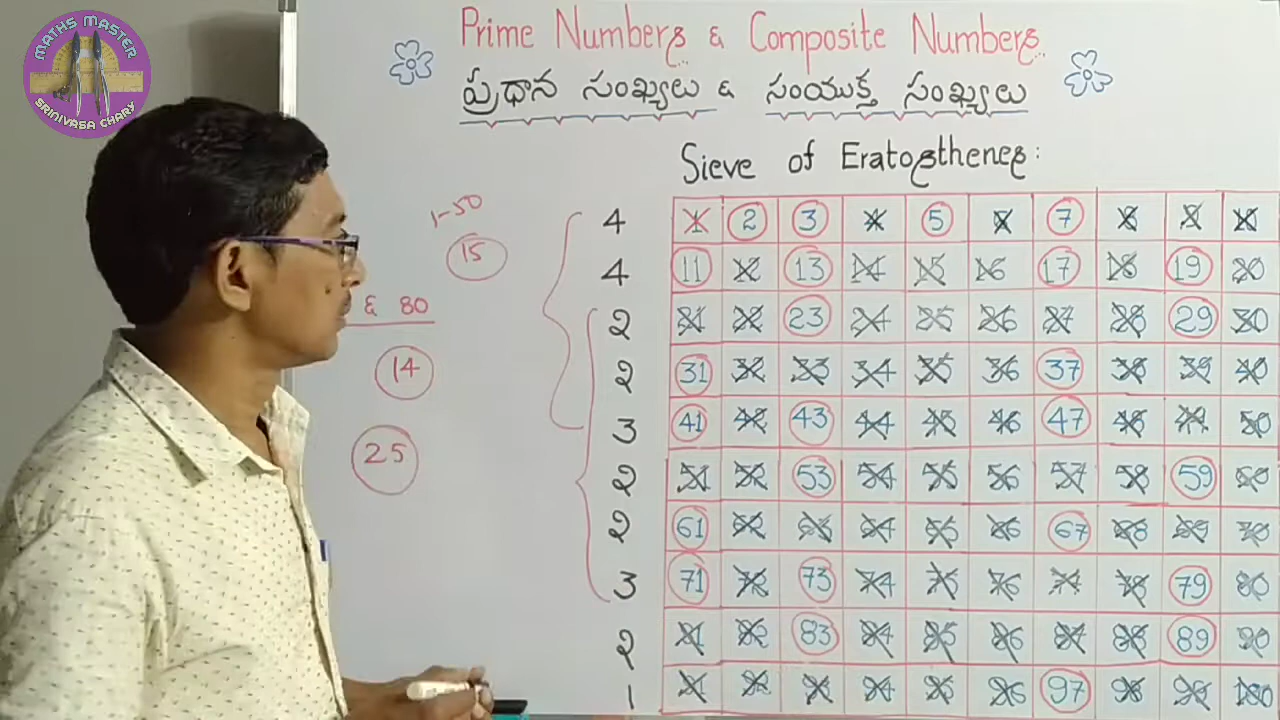 MATHS MASTER
SRINIVASA CHARY
Prime Numbers & Composite Numbers
ప్రధాన సంఖ్యలు & సంయుక్త సంఖ్యలు
Sieve of Eratosthenes:
1-50
15
& 80
14
25
4 1 2 3 4 5 6 7 8 9 10
4 11 12 13 14 15 16 17 18 19 20
2 21 22 23 24 25 26 27 28 29 30
2 31 32 33 34 35 36 37 38 39 40
3 41 42 43 44 45 46 47 48 49 50
2 51 52 53 54 55 56 57 58 59 60
2 61 62 63 64 65 66 67 68 69 70
3 71 72 73 74 75 76 77 78 79 80
2 81 82 83 84 85 86 87 88 89 90
1 91 92 93 94 95 96 97 98 99 100